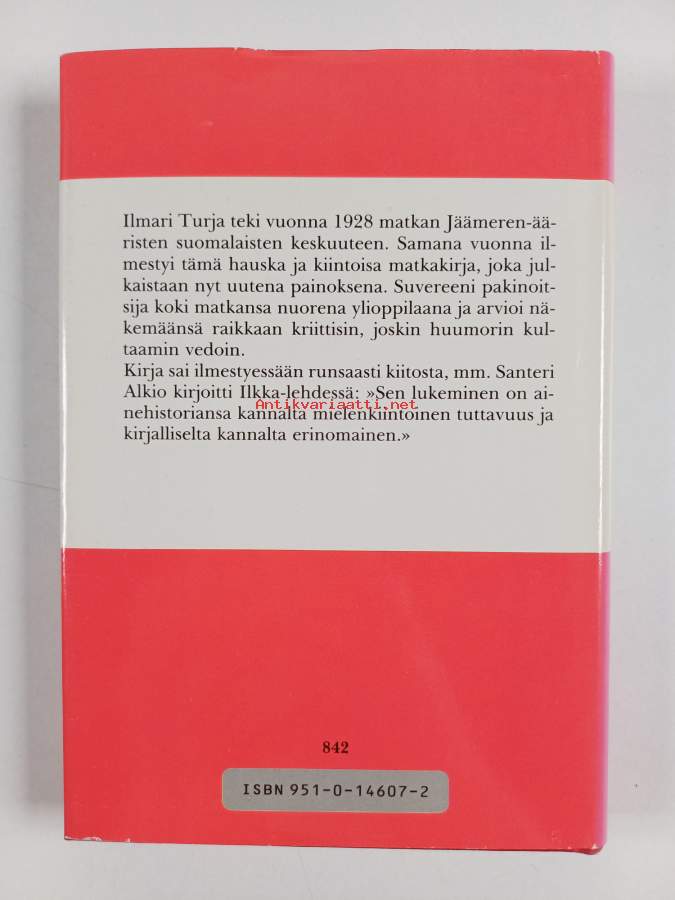 Ilmari Turja teki vuonna 1928 matkan Jäämeren-ää-
risten suomalaisten keskuuteen. Samana vuonna il-
mestyi tämä hauska ja kiintoisa matkakirja, joka jul-
kaistaan nyt uutena painoksena. Suvereeni pakinoit-
sija koki matkansa nuorena ylioppilaana ja arvioi nä-
kemäänsä raikkaan kriittisin, joskin huumorin kul-
taamin vedoin.
Kirja sai ilmestyessään runsaasti kiitosta, mm. Santeri
Alkio kirjoitti Ilkka-lehdessä: »Sen lukeminen on ai-
Antikvariaatti.net
nehistoriansa kannalta mielenkiintoinen tuttavuus ja
kirjalliselta kannalta erinomainen.»
842
ISBN 951-0-14607-2